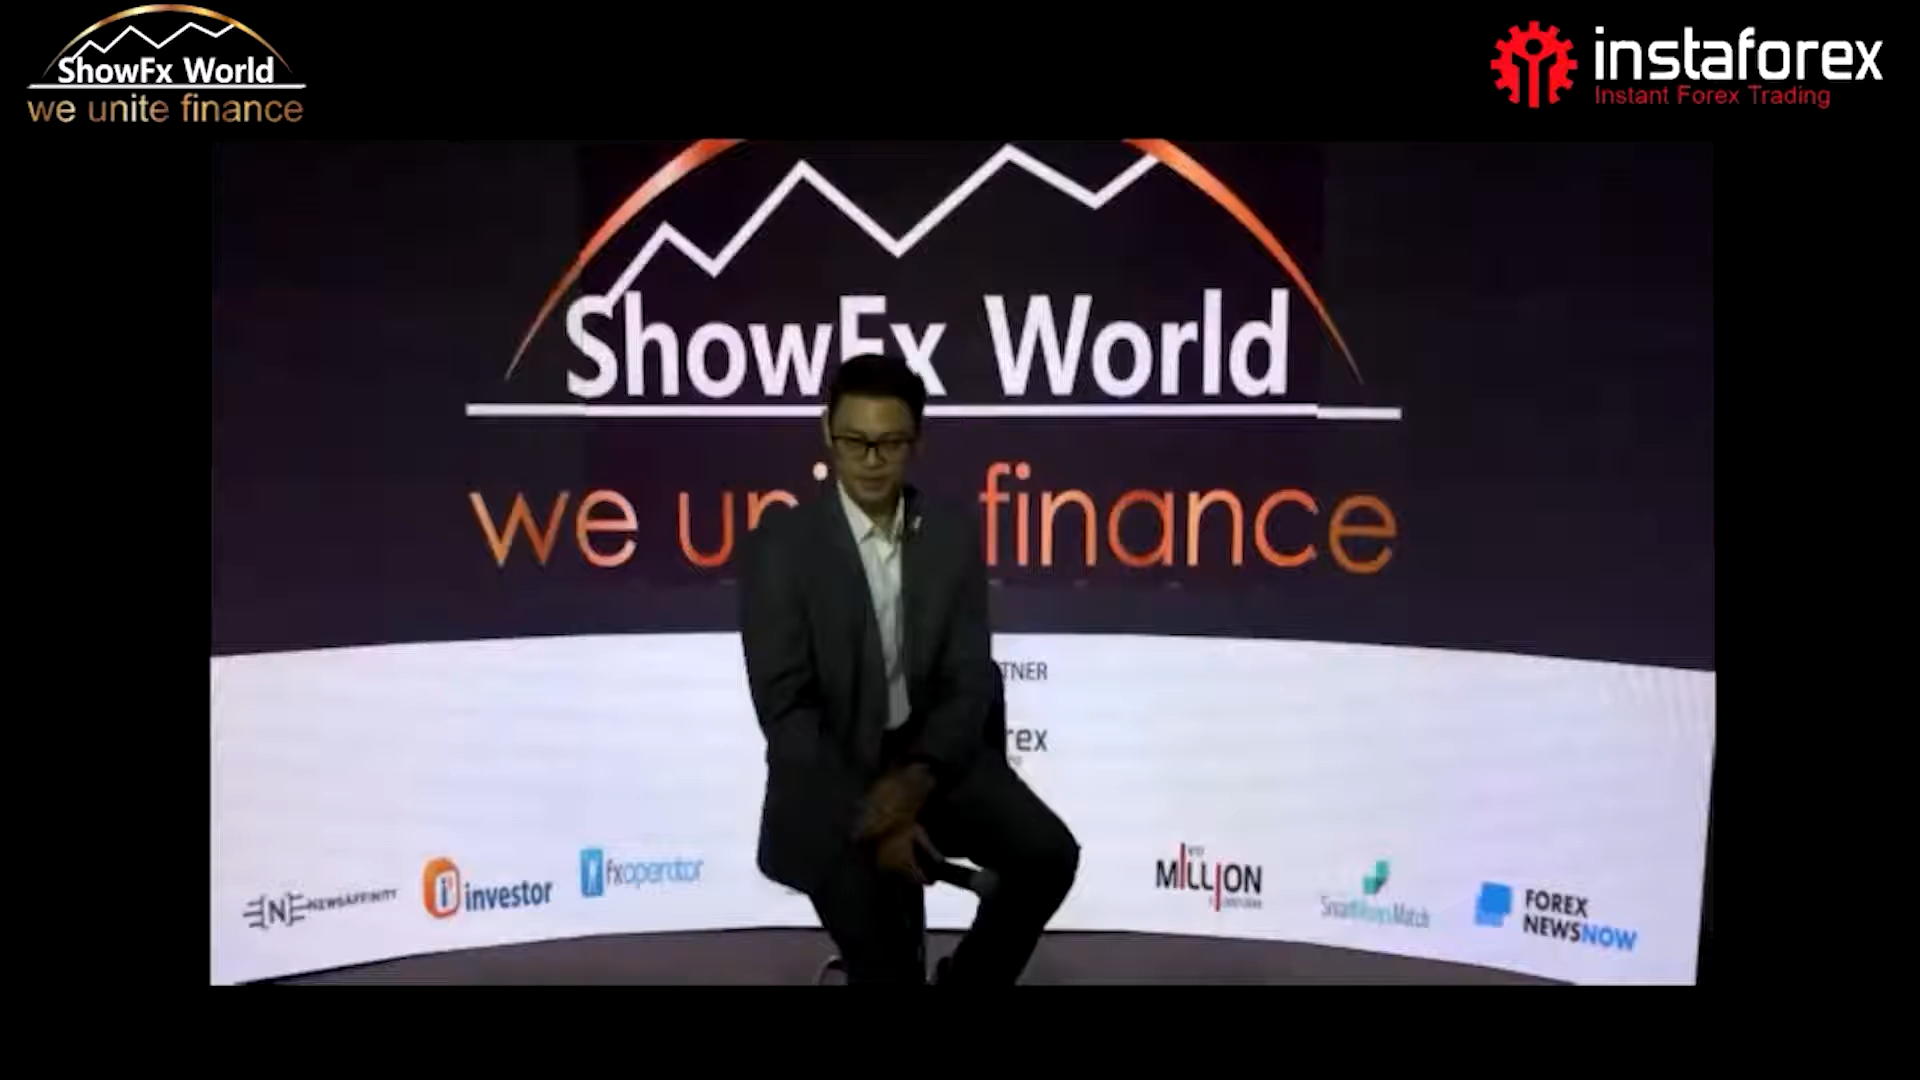 ShowFx World
we unite finance
instaforex
Instant Forex Trading
ShowFx World
we uni finance
TNER
rex
NEWSAFFINITY
investor
fxoperator
MILLION
SmartMoneyMatch
FOREX
NEWSNOW